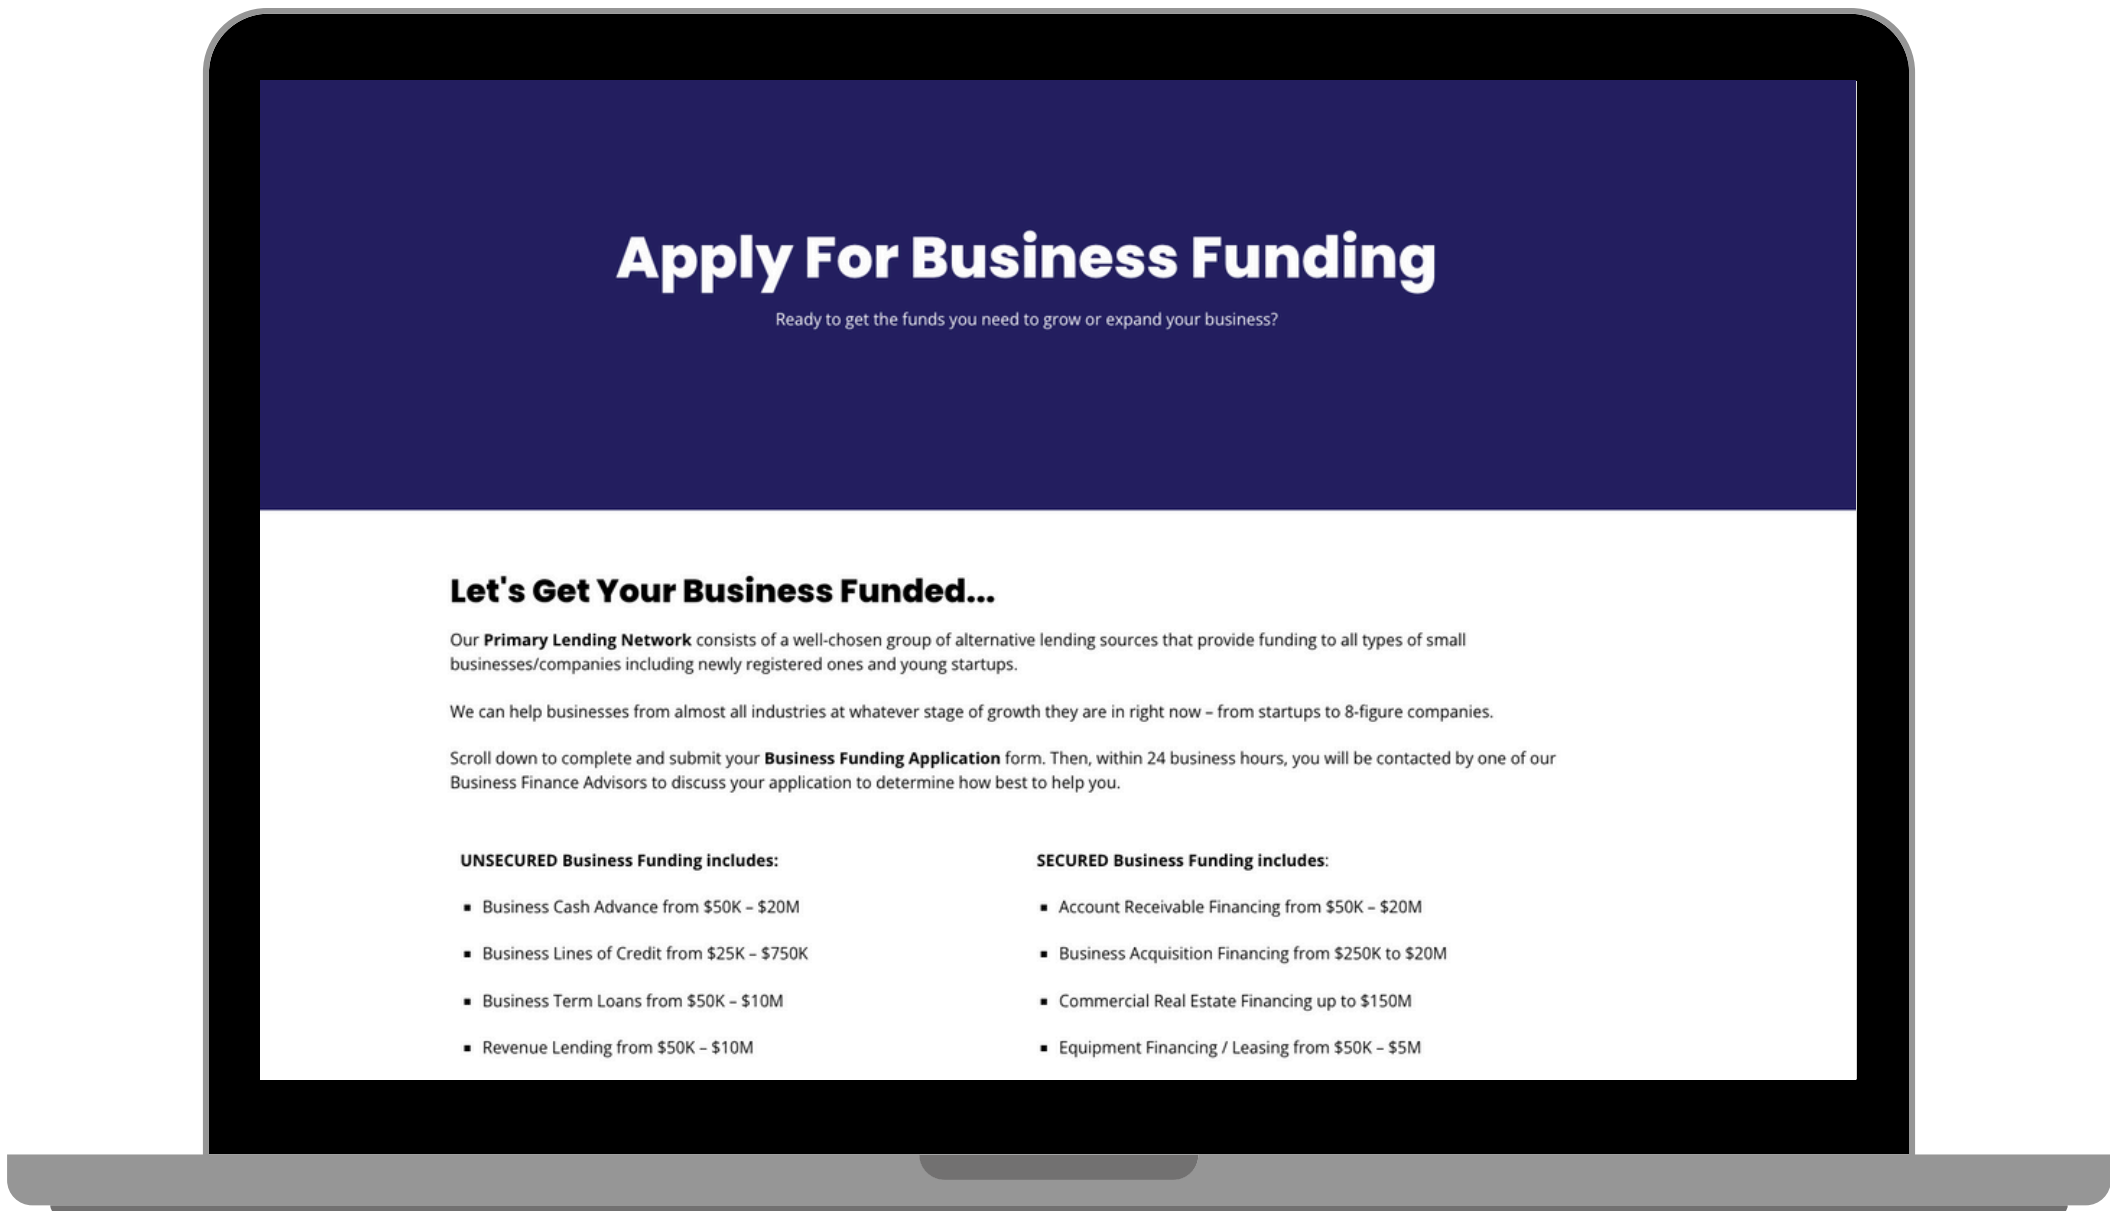 Apply For Business Funding
Ready to get the funds you need to grow or expand your business?
Let's Get Your Business Funded...
Our Primary Lending Network consists of a well-chosen group of alternative lending sources that provide funding to all types of small
businesses/companies including newly registered ones and young startups.
We can help businesses from almost all industries at whatever stage of growth they are in right now – from startups to 8-figure companies.
Scroll down to complete and submit your Business Funding Application form. Then, within 24 business hours, you will be contacted by one of our
Business Finance Advisors to discuss your application to determine how best to help you.
UNSECURED Business Funding includes:
▪ Business Cash Advance from $50K – $20M
▪ Business Lines of Credit from $25K – $750K
▪ Business Term Loans from $50K – $10M
▪ Revenue Lending from $50K – $10M
SECURED Business Funding includes:
▪ Account Receivable Financing from $50K – $20M
▪ Business Acquisition Financing from $250K to $20M
▪ Commercial Real Estate Financing up to $150M
▪ Equipment Financing / Leasing from $50K – $5M